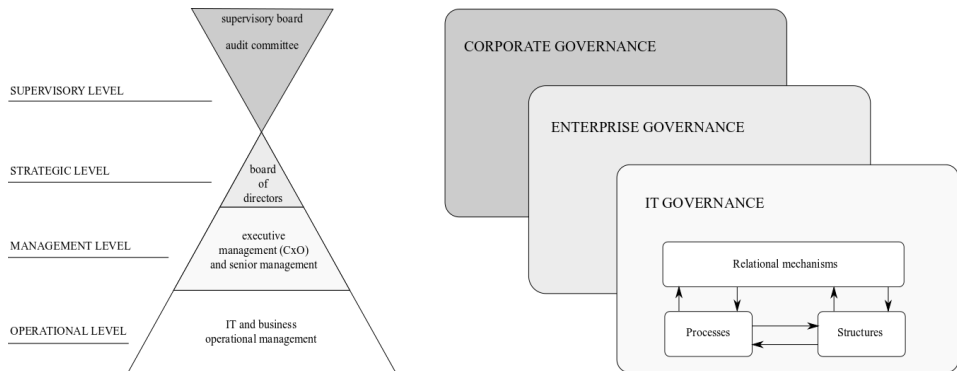 supervisory board
audit committee
SUPERVISORY LEVEL
STRATEGIC LEVEL
board
of
directors
MANAGEMENT LEVEL
executive
management (CxO)
and senior management
OPERATIONAL LEVEL
IT and business
operational management
CORPORATE GOVERNANCE
ENTERPRISE GOVERNANCE
IT GOVERNANCE
Relational mechanisms
Processes
Structures